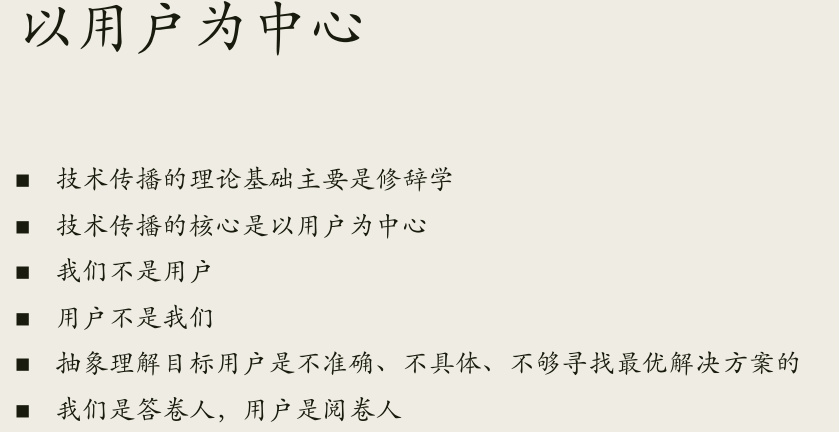 以用户为中心
■ 技术传播的理论基础主要是修辞学
■ 技术传播的核心是以用户为中心
■ 我们不是用户
■ 用户不是我们
■ 抽象理解目标用户是不准确、不具体、不够寻找最优解决方案的
■ 我们是答卷人，用户是阅卷人